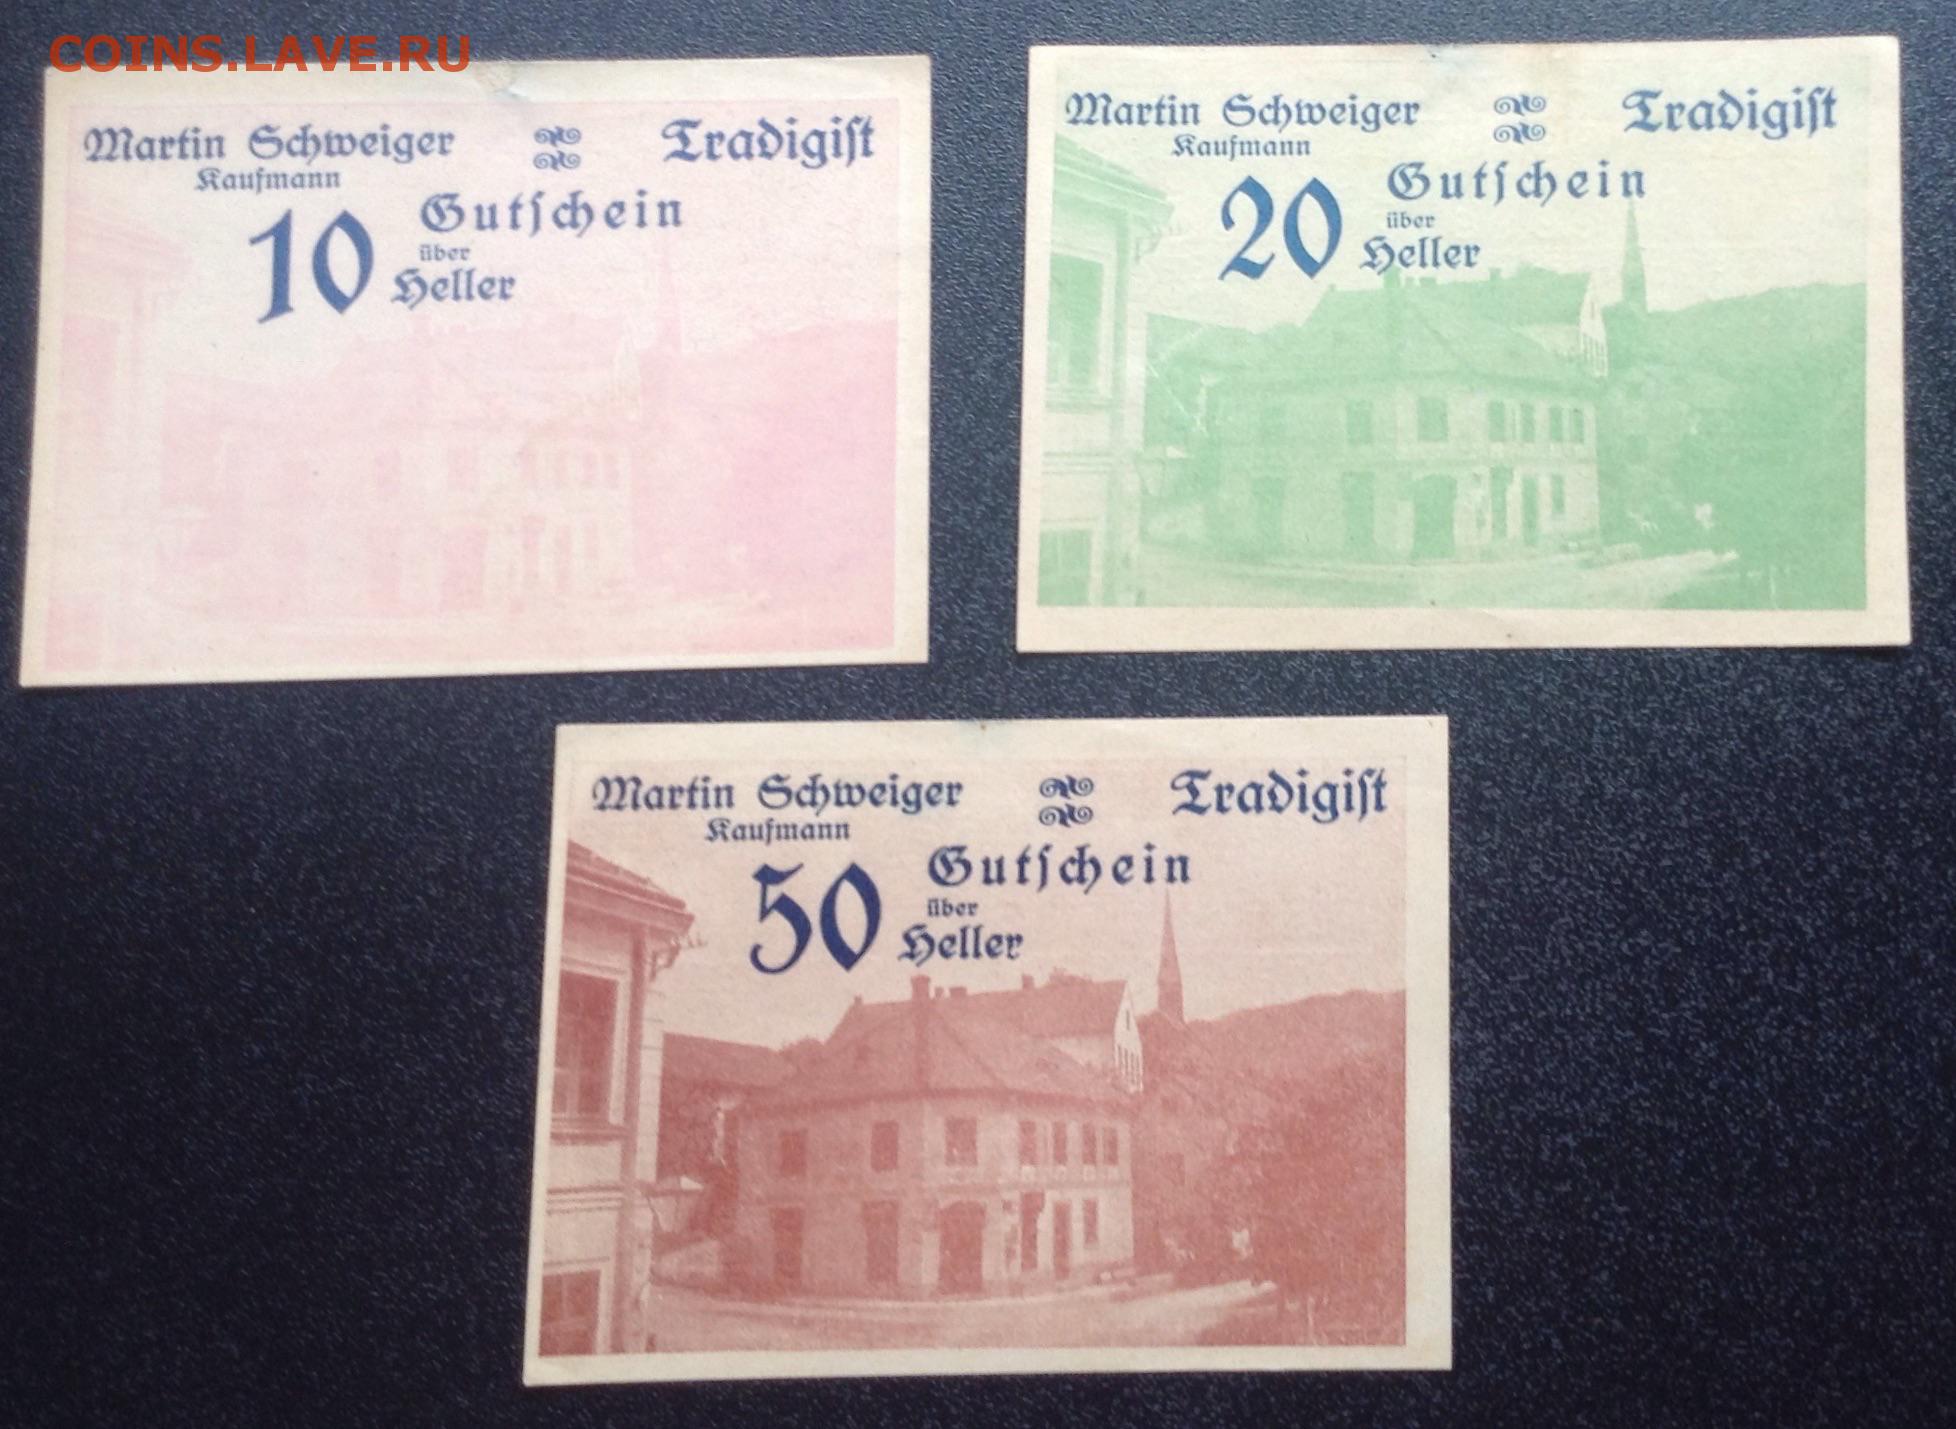 COINS.LAVE.RU
Martin Schweiger Tradigist
Kaufmann
10 Gutschein
über
Heller
Martin Schweiger Tradigist
Kaufmann
20 Gutschein
über
Heller
Martin Schweiger Tradigist
Kaufmann
50 Gutschein
über
Heller